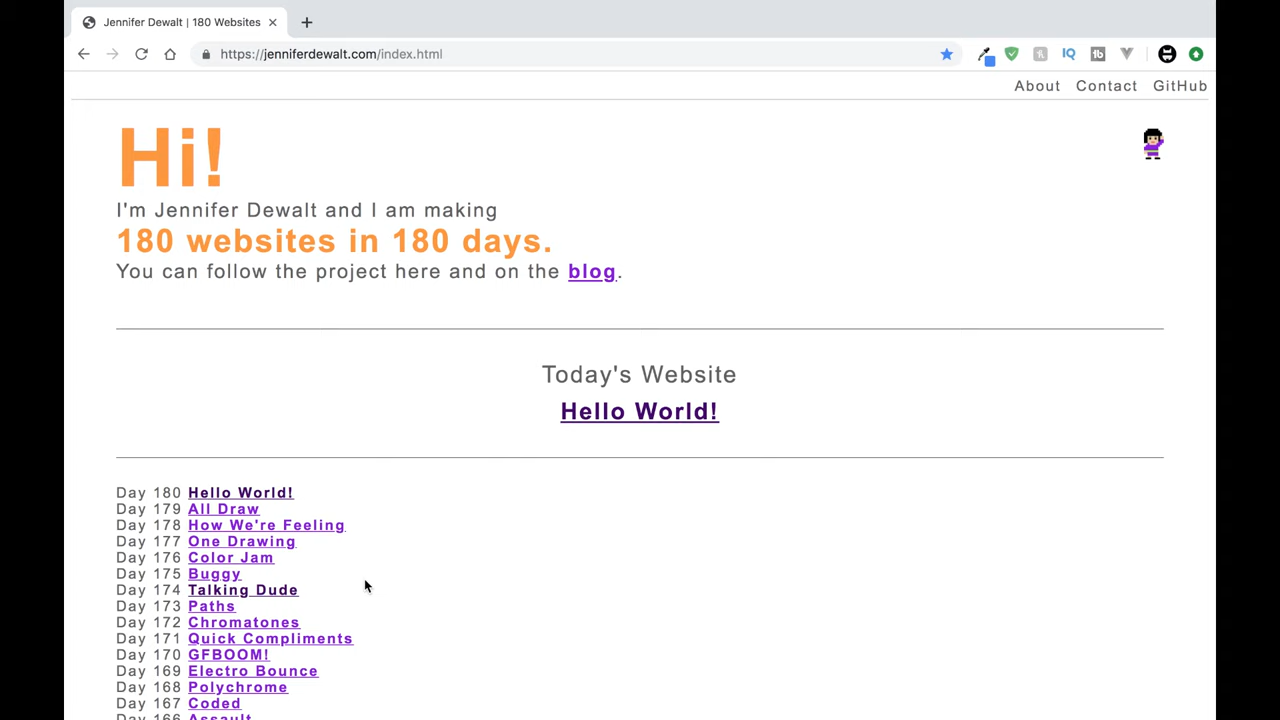 Jennifer Dewalt | 180 Websites
https://jenniferdewalt.com/index.html
IQ
tb
About Contact GitHub
Hi!
I'm Jennifer Dewalt and I am making
180 websites in 180 days.
You can follow the project here and on the blog.
Today's Website
Hello World!
Day 180 Hello World!
Day 179 All Draw
Day 178 How We're Feeling
Day 177 One Drawing
Day 176 Color Jam
Day 175 Buggy
Day 174 Talking Dude
Day 173 Paths
Day 172 Chromatones
Day 171 Quick Compliments
Day 170 GFBOOM!
Day 169 Electro Bounce
Day 168 Polychrome
Day 167 Coded
Day 166 Assault